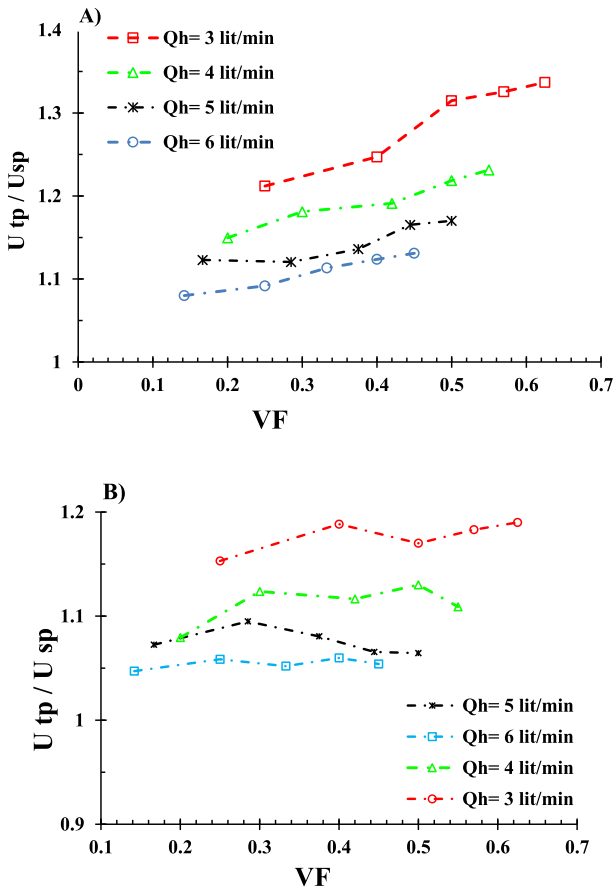 A)
Qh= 3 lit/min
Qh= 4 lit/min
Qh= 5 lit/min
Qh= 6 lit/min
1.4
1.3
1.2
1.1
1
U tp / Usp
0 0.1 0.2 0.3 0.4 0.5 0.6 0.7
VF
B)
1.2
1.1
1
0.9
U tp / U sp
Qh= 5 lit/min
Qh= 6 lit/min
Qh= 4 lit/min
Qh= 3 lit/min
0.1 0.2 0.3 0.4 0.5 0.6 0.7
VF